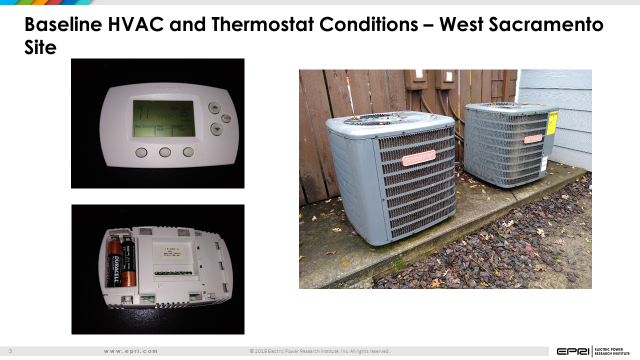 Baseline HVAC and Thermostat Conditions – West Sacramento
Site
DURACELL
3
www.epri.com
© 2019 Electric Power Research Institute, Inc. All rights reserved.
EPRI
ELECTRIC POWER
RESEARCH INSTITUTE